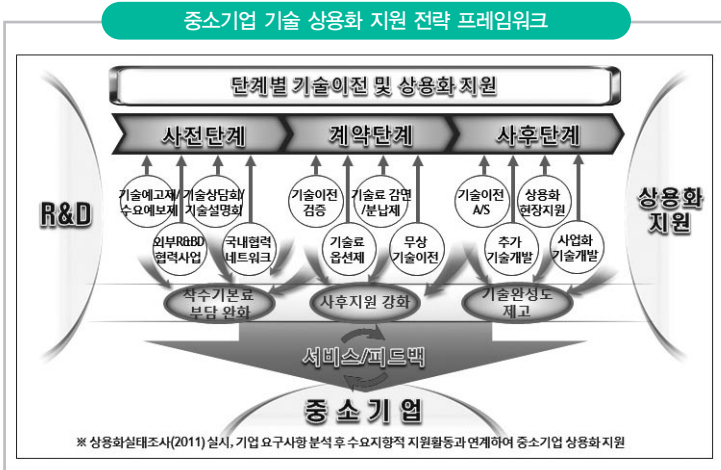 중소기업 기술 상용화 지원 전략 프레임워크
단계별 기술이전 및 상용화 지원
사전단계
계약단계
사후단계
R&D
상용화
지원
기술예고제/
수요예보제
기술상담회/
기술설명회
기술이전
검증
기술료 감면
/분납제
기술이전
A/S
상용화
현장지원
외부R&BD
협력사업
국내협력
네트워크
기술료
옵션제
무상
기술이전
추가
기술개발
사업화
기술개발
착수기본료
부담 완화
사후지원 강화
기술완성도
제고
서비스/피드백
중소기업
※ 상용화실태조사(2011) 실시, 기업 요구사항 분석 후 수요지향적 지원활동과 연계하여 중소기업 상용화 지원